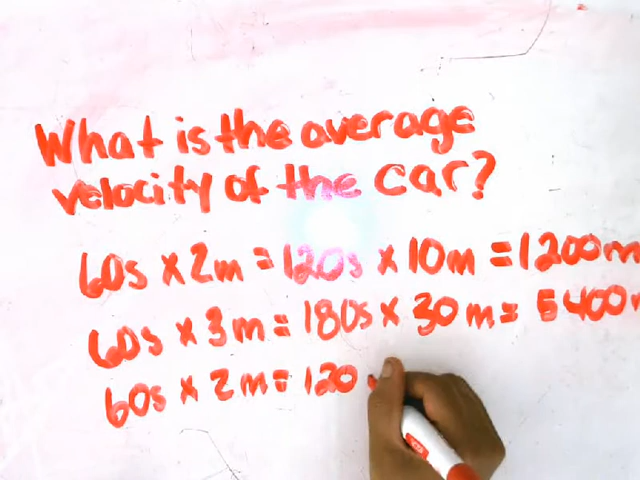 What is the average
velocity of the car?
60s x 2m = 120s x 10m = 1200m
60s x 3m = 180s x 30m = 5400m
60s x 2m = 120